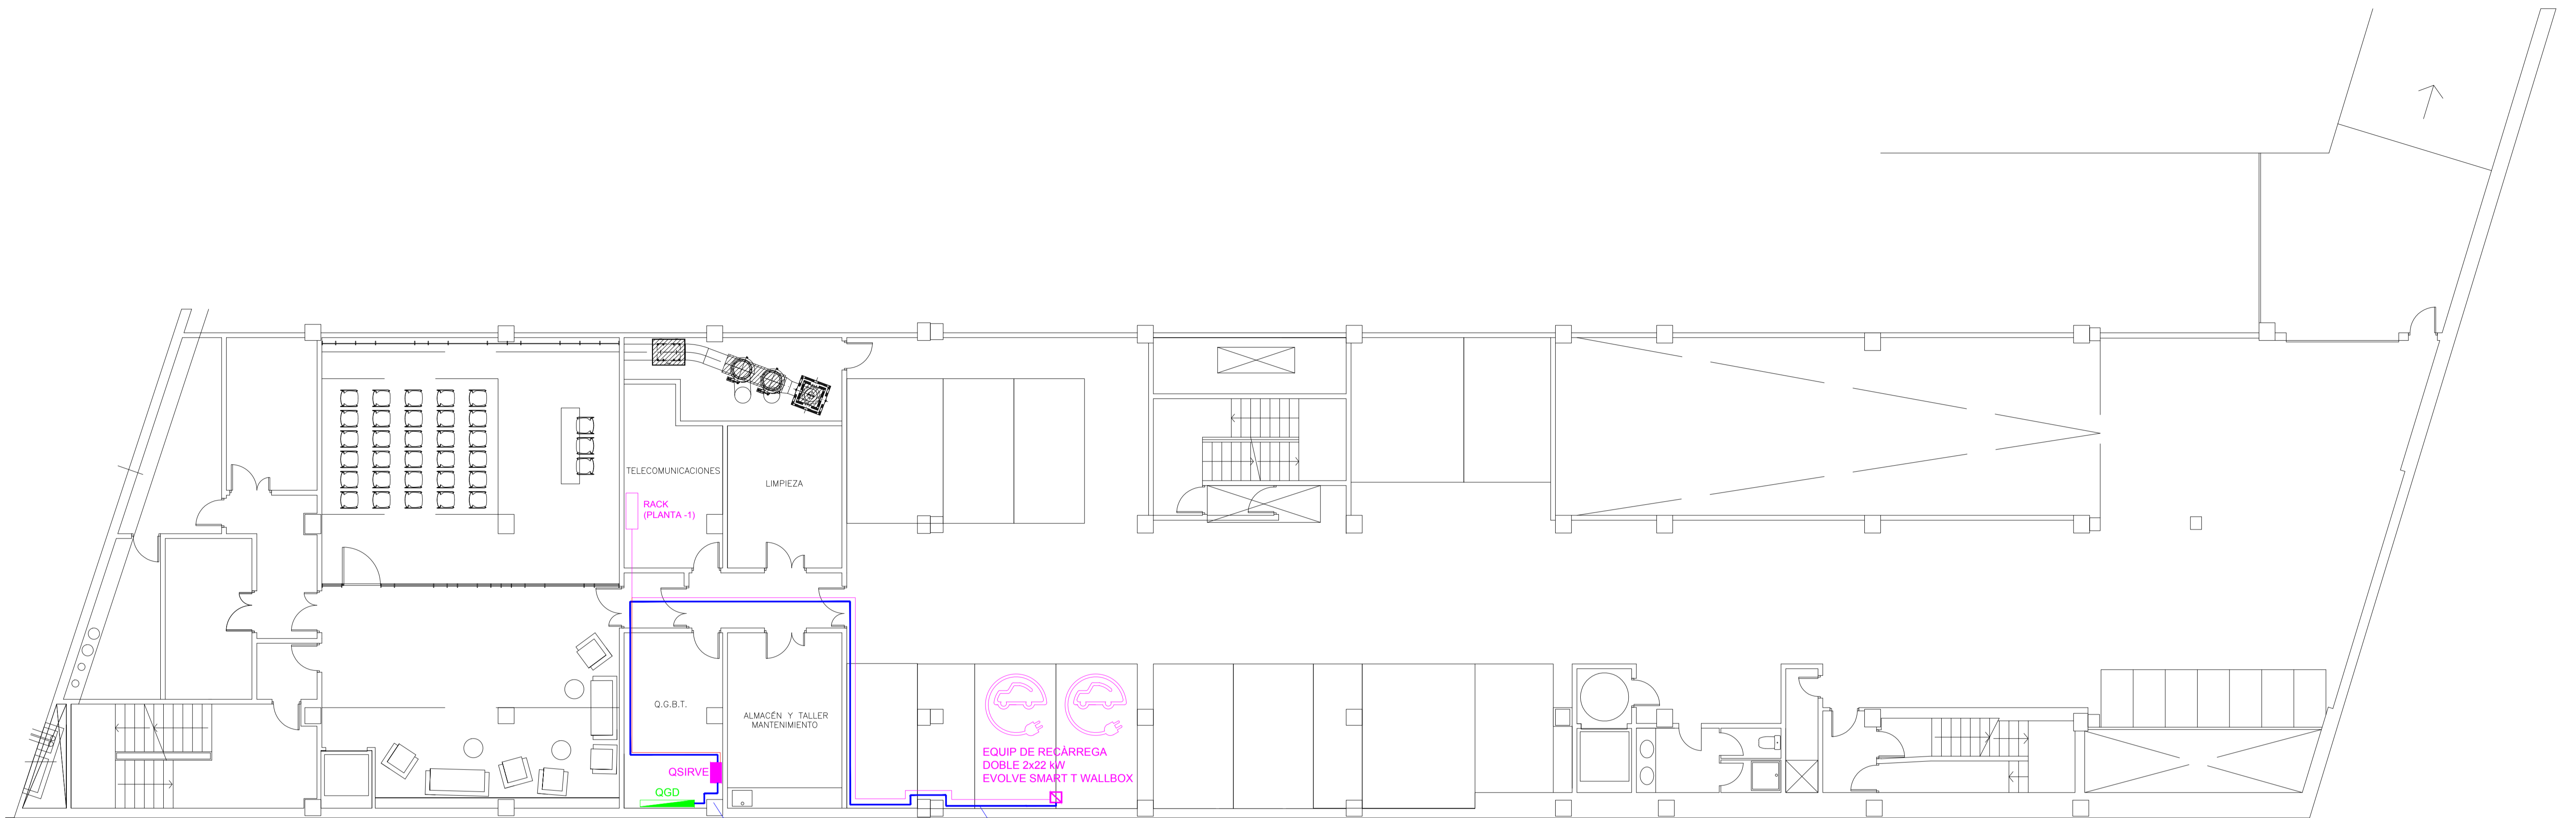 TELECOMUNICACIONES
LIMPIEZA
RACK
(PLANTA -1)
Q.G.B.T.
ALMACÉN Y TALLER
MANTENIMIENTO
QSIRVE
QGD
EQUIP DE RECÀRREGA
DOBLE 2x22 kW
EVOLVE SMART T WALLBOX